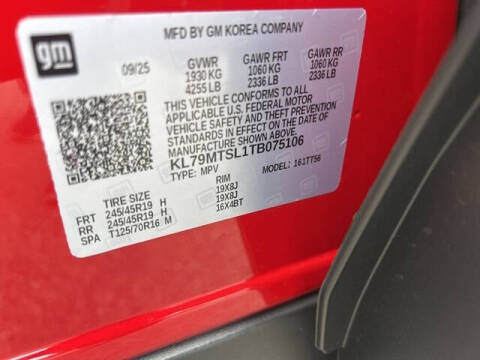 MFD BY GM KOREA COMPANY
gm
09/25 GVWR GAWR FRT GAWR RR
1930 KG 1060 KG 1060 KG
4255 LB 2336 LB 2336 LB
THIS VEHICLE CONFORMS TO ALL
APPLICABLE U.S. FEDERAL MOTOR
VEHICLE SAFETY AND THEFT PREVENTION
STANDARDS IN EFFECT ON THE DATE OF
MANUFACTURE SHOWN ABOVE.
KL79MTSL1TB075106
TYPE: MPV MODEL: 161TT56
TIRE SIZE RIM
FRT 245/45R19 H 19X8J
RR 245/45R19 H 19X8J
SPA T125/70R16 M 16X4BT